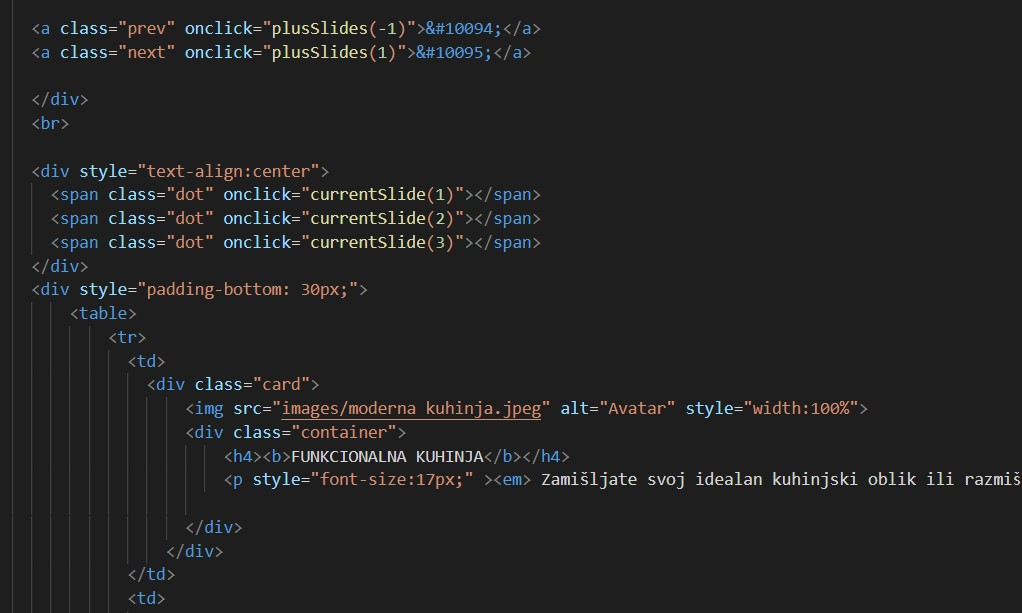 <a class="prev" onclick="plusSlides(-1)">&#10094;</a>
<a class="next" onclick="plusSlides(1)">&#10095;</a>
</div>
<br>
<div style="text-align:center">
<span class="dot" onclick="currentSlide(1)"></span>
<span class="dot" onclick="currentSlide(2)"></span>
<span class="dot" onclick="currentSlide(3)"></span>
</div>
<div style="padding-bottom: 30px;">
<table>
<tr>
<td>
<div class="card">
<img src="images/moderna kuhinja.jpeg" alt="Avatar" style="width:100%">
<div class="container">
<h4><b>FUNKCIONALNA KUHINJA</b></h4>
<p style="font-size:17px;" ><em> Zamišljate svoj idealan kuhinjski oblik ili razmiš
</div>
</div>
</td>
<td>